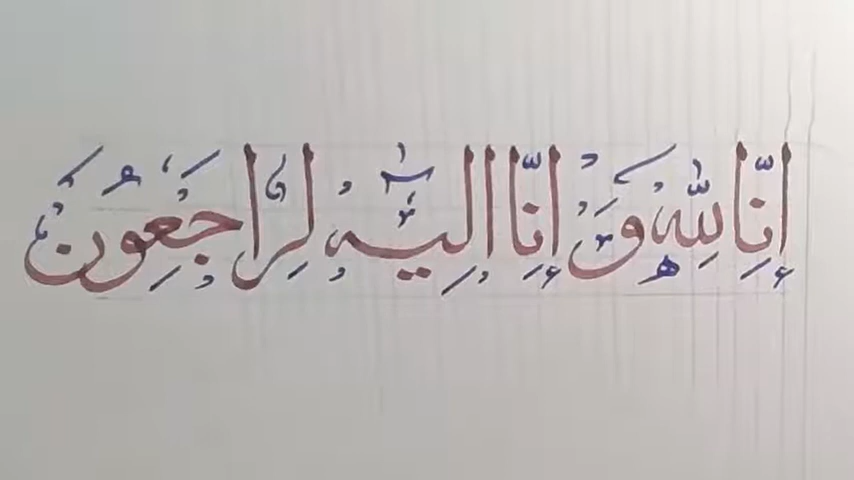 إِنَّا لِلّٰهِ وَ إِنَّا اِلَيْهِ رَاجِعُونَ